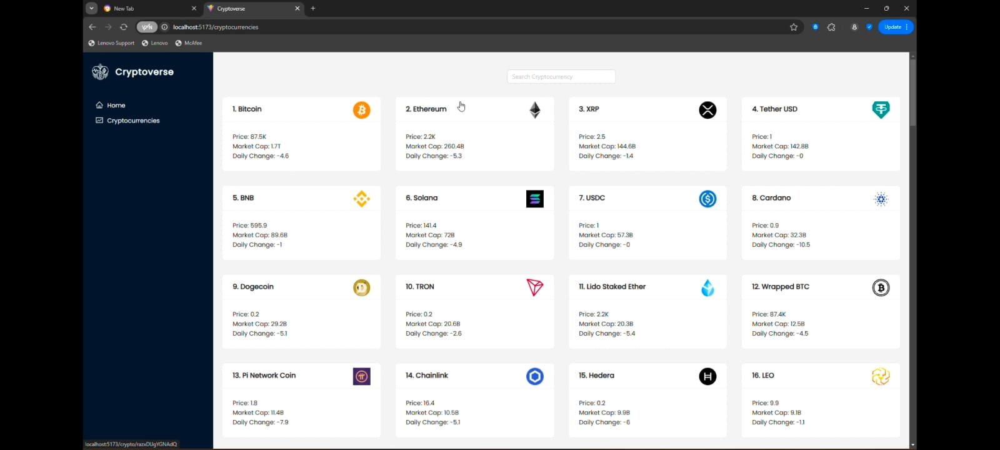 New Tab
Cryptoverse
VPN
localhost:5173/cryptocurrencies
Update
Lenovo Support
Lenovo
McAfee
Cryptoverse
Home
Cryptocurrencies
Search Cryptocurrency
1. Bitcoin
Price: 87.5K
Market Cap: 1.7T
Daily Change: -4.6
2. Ethereum
Price: 2.2K
Market Cap: 260.4B
Daily Change: -5.3
3. XRP
Price: 2.5
Market Cap: 144.6B
Daily Change: -1.4
4. Tether USD
Price: 1
Market Cap: 142.8B
Daily Change: -0
5. BNB
Price: 595.9
Market Cap: 89.6B
Daily Change: -1
6. Solana
Price: 141.4
Market Cap: 72B
Daily Change: -4.9
7. USDC
Price: 1
Market Cap: 57.3B
Daily Change: -0
8. Cardano
Price: 0.9
Market Cap: 32.3B
Daily Change: -10.5
9. Dogecoin
Price: 0.2
Market Cap: 29.2B
Daily Change: -5.1
10. TRON
Price: 0.2
Market Cap: 20.6B
Daily Change: -2.6
11. Lido Staked Ether
Price: 2.2K
Market Cap: 20.3B
Daily Change: -5.4
12. Wrapped BTC
Price: 87.4K
Market Cap: 12.5B
Daily Change: -4.5
13. Pi Network Coin
Price: 1.8
Market Cap: 11.4B
Daily Change: -7.9
14. Chainlink
Price: 16.4
Market Cap: 10.5B
Daily Change: -5.1
15. Hedera
Price: 0.2
Market Cap: 9.9B
Daily Change: -6
16. LEO
Price: 9.9
Market Cap: 9.1B
Daily Change: -1.1
localhost:5173/crypto/razxDUgYGNAdQ